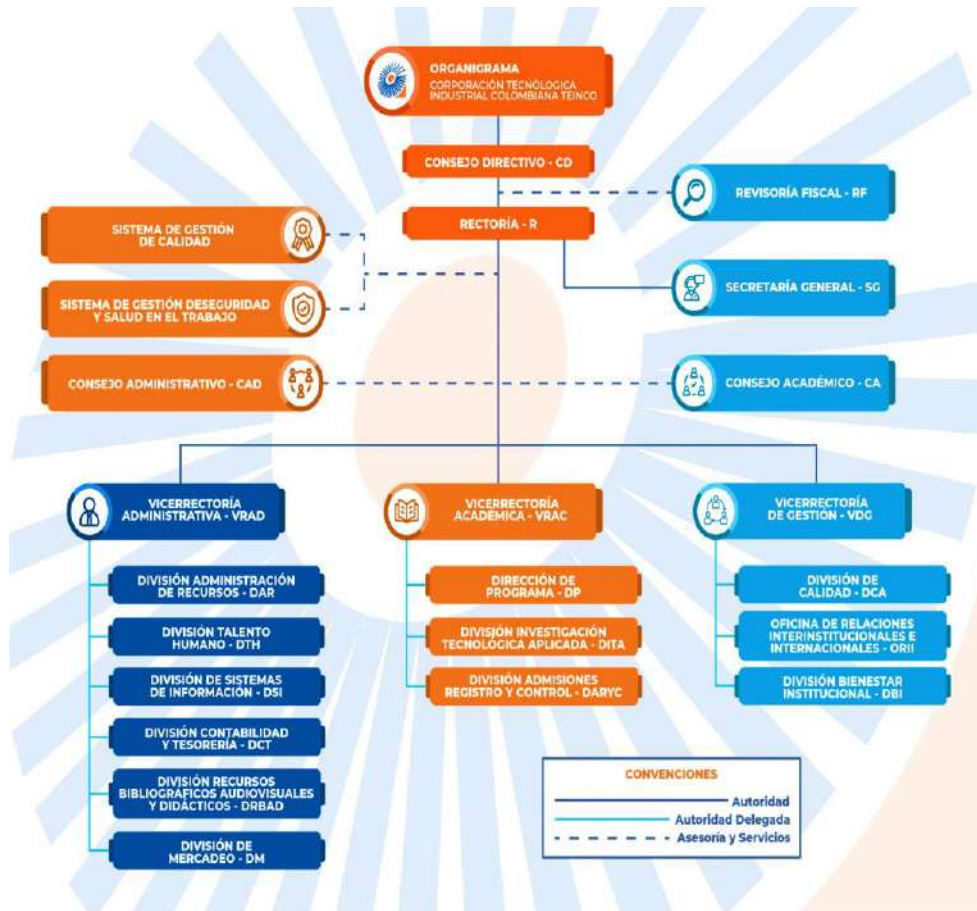 ORGANIGRAMA
CORPORACIÓN TECNOLÓGICA
INDUSTRIAL COLOMBIANA TEINCO
CONSEJO DIRECTIVO - CD
REVISORÍA FISCAL - RF
RECTORÍA - R
SISTEMA DE GESTIÓN
DE CALIDAD
SECRETARÍA GENERAL - SG
SISTEMA DE GESTIÓN DESEGURIDAD
Y SALUD EN EL TRABAJO
CONSEJO ADMINISTRATIVO - CAD
CONSEJO ACADÉMICO - CA
VICERRECTORÍA
ADMINISTRATIVA - VRAD
DIVISIÓN ADMINISTRACIÓN
DE RECURSOS - DAR
DIVISIÓN TALENTO
HUMANO - DTH
DIVISIÓN DE SISTEMAS
DE INFORMACIÓN - DSI
DIVISIÓN CONTABILIDAD
Y TESORERÍA - DCT
DIVISIÓN RECURSOS
BIBLIOGRÁFICOS AUDIOVISUALES
Y DIDÁCTICOS - DRBAD
DIVISIÓN DE
MERCADEO - DM
VICERRECTORÍA
ACADÉMICA - VRAC
DIRECCIÓN DE
PROGRAMA - DP
DIVISIÓN INVESTIGACIÓN
TECNOLÓGICA APLICADA - DITA
DIVISIÓN ADMISIONES
REGISTRO Y CONTROL - DARYC
VICERRECTORÍA
DE GESTIÓN - VDG
DIVISIÓN DE
CALIDAD - DCA
OFICINA DE RELACIONES
INTERINSTITUCIONALES E
INTERNACIONALES - ORII
DIVISIÓN BIENESTAR
INSTITUCIONAL - DBI
CONVENCIONES
Autoridad
Autoridad Delegada
Asesoría y Servicios